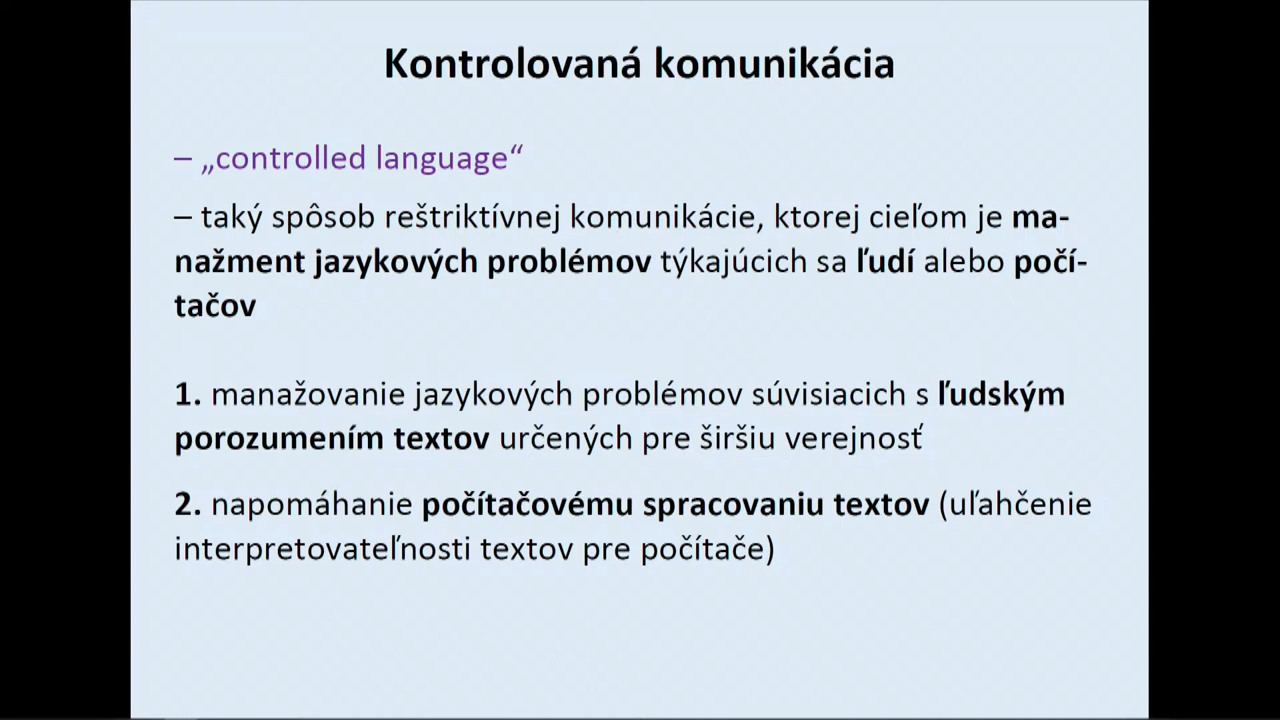 Kontrolovaná komunikácia
– „controlled language“
– taký spôsob reštriktívnej komunikácie, ktorej cieľom je ma-
nažment jazykových problémov týkajúcich sa ľudí alebo počí-
tačov
1. manažovanie jazykových problémov súvisiacich s ľudským
porozumením textov určených pre širšiu verejnosť
2. napomáhanie počítačovému spracovaniu textov (uľahčenie
interpretovateľnosti textov pre počítače)